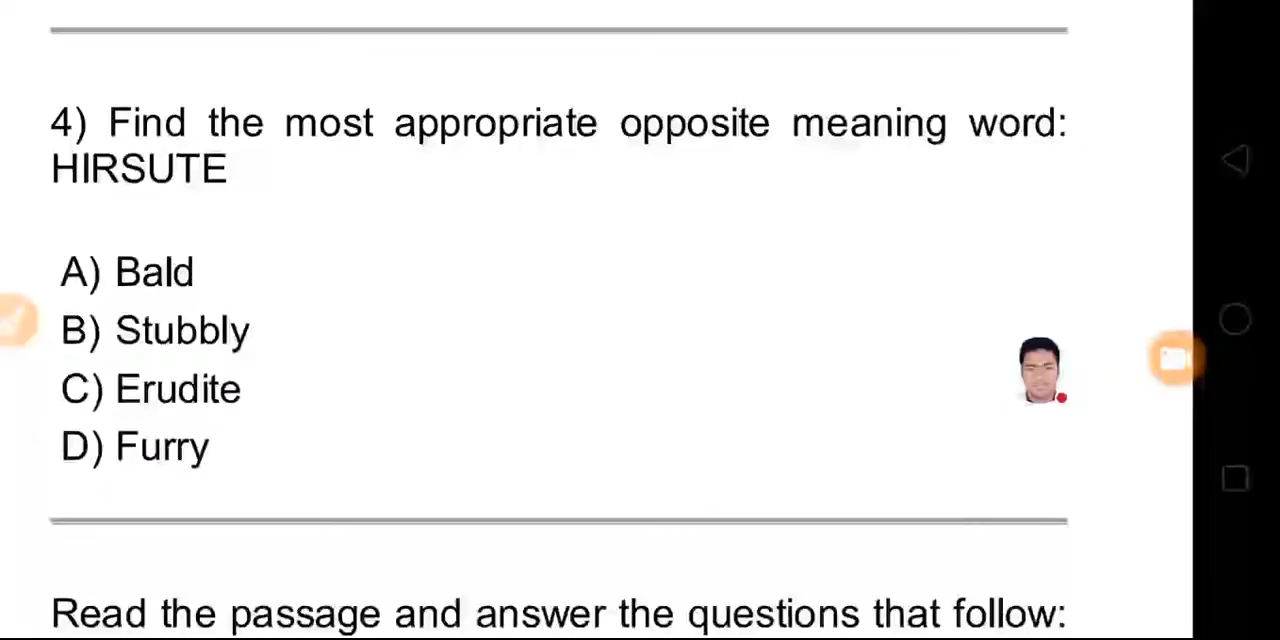 4) Find the most appropriate opposite meaning word:
HIRSUTE
A) Bald
B) Stubbly
C) Erudite
D) Furry
Read the passage and answer the questions that follow: